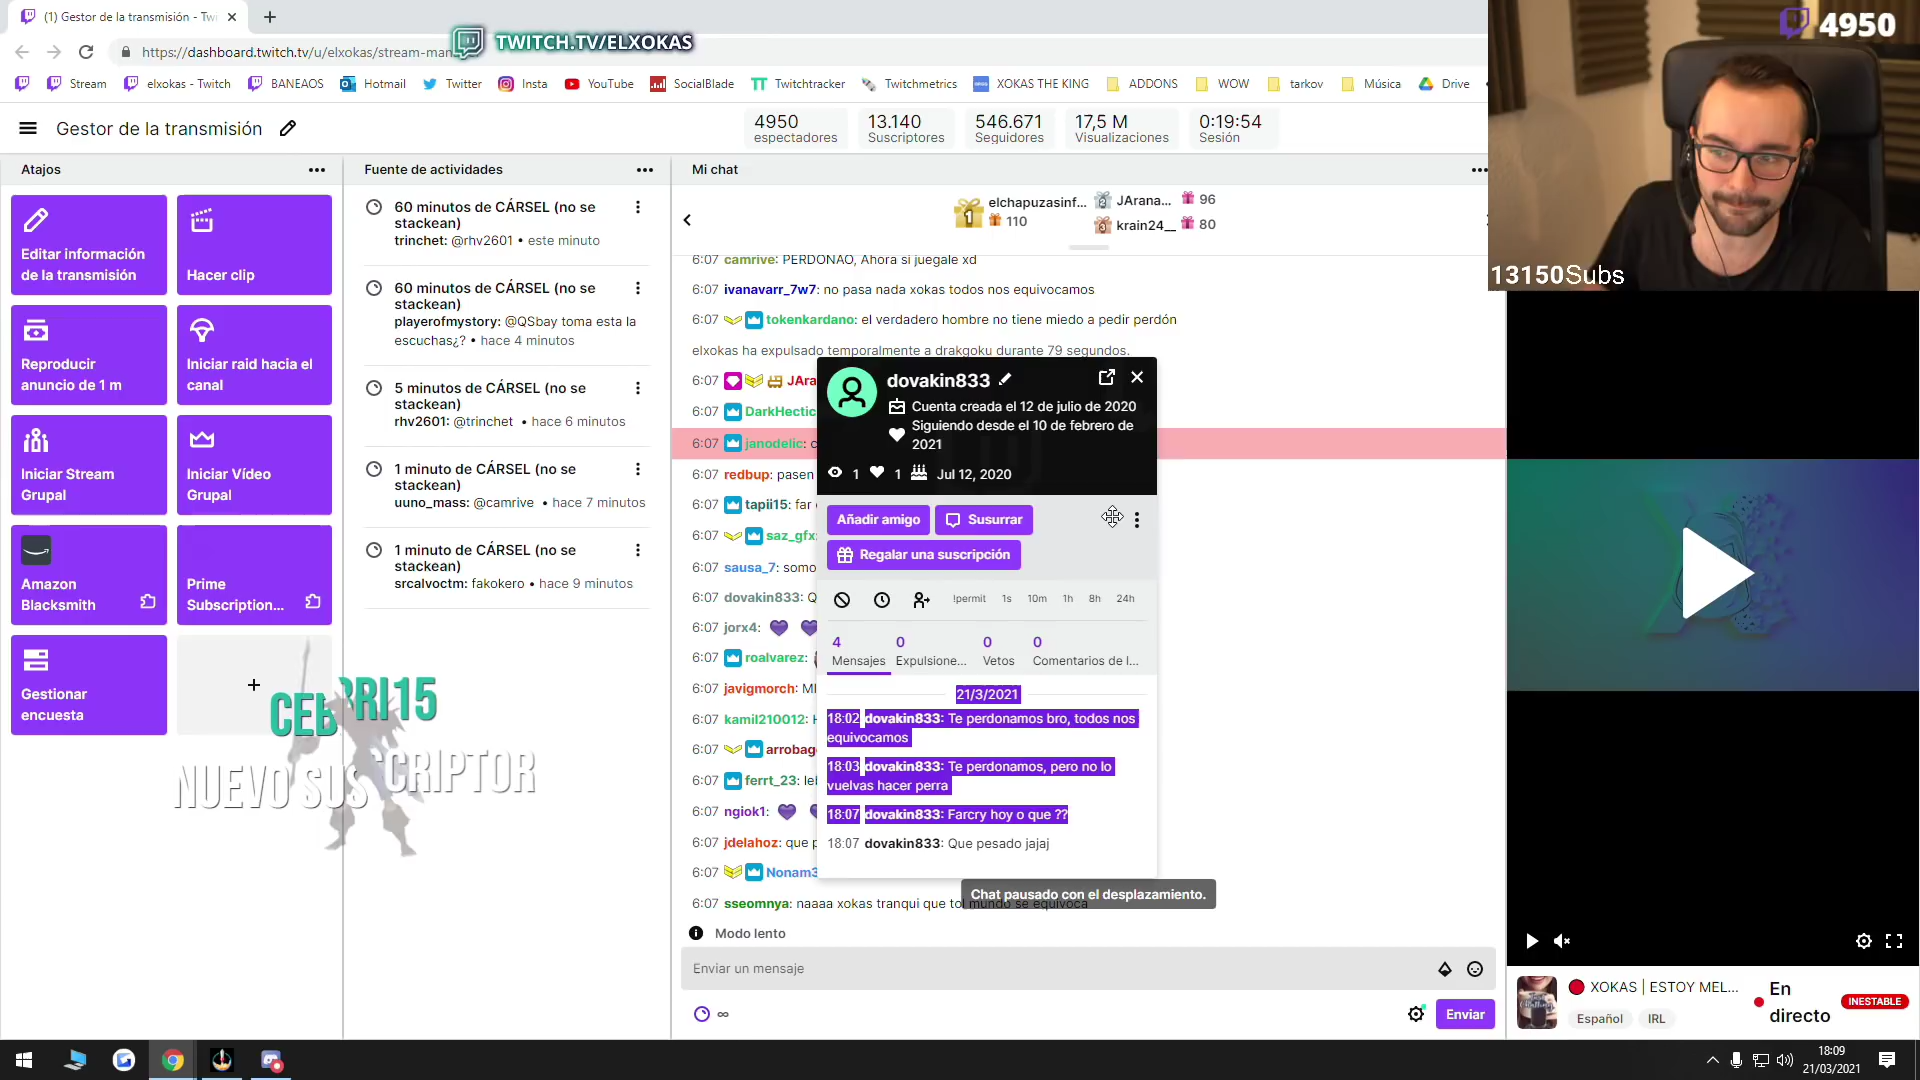 (1) Gestor de la transmisión - Tw
4950
https://dashboard.twitch.tv/u/elxokas/stream-man
TWITCH.TV/ELXOKAS
Stream
elxokas - Twitch
BANEAOS
Hotmail
Twitter
Insta
YouTube
SocialBlade
Twitchtracker
Twitchmetrics
XOKAS THE KING
ADDONS
WOW
tarkov
Música
Drive
Gestor de la transmisión
4950
espectadores
13.140
Suscriptores
546.671
Seguidores
17,5 M
Visualizaciones
0:19:54
Sesión
13150Subs
Atajos
Editar información
de la transmisión
Hacer clip
Reproducir
anuncio de 1 m
Iniciar raid hacia el
canal
Iniciar Stream
Grupal
Iniciar Vídeo
Grupal
Amazon
Blacksmith
Prime
Subscription...
Gestionar
encuesta
CEBRI15
NUEVO SUSCRIPTOR
Fuente de actividades
60 minutos de CÁRSEL (no se
stackean)
trinchet: @rhv2601 • este minuto
60 minutos de CÁRSEL (no se
stackean)
playerofmystory: @QSbay toma esta la
escuchas¿? • hace 4 minutos
5 minutos de CÁRSEL (no se
stackean)
rhv2601: @trinchet • hace 6 minutos
1 minuto de CÁRSEL (no se
stackean)
uuno_mass: @camrive • hace 7 minutos
1 minuto de CÁRSEL (no se
stackean)
srcalvoctm: fakokero • hace 9 minutos
Mi chat
1
elchapuzasinf...
110
2
JArana...
96
3
krain24__
80
6:07 camrive: PERDONAO, Ahora si juegale xd
6:07 ivanavarr_7w7: no pasa nada xokas todos nos equivocamos
6:07 tokenkardano: el verdadero hombre no tiene miedo a pedir perdón
elxokas ha expulsado temporalmente a drakgoku durante 79 segundos.
6:07 JAra
6:07 DarkHectic
6:07 janodelic: c
6:07 redbup: pasen
6:07 tapii15: far
6:07 saz_gfx:
6:07 sausa_7: somo
6:07 dovakin833: Q
6:07 jorx4:
6:07 roalvarez:
6:07 javigmorch: MI
6:07 kamil210012: H
6:07 arrobag
6:07 ferrt_23: lel
6:07 ngiok1:
6:07 jdelahoz: que p
6:07 Nonam3
6:07 sseomnya: naaaa xokas tranqui que to mundo se equivoca
dovakin833
Cuenta creada el 12 de julio de 2020
Siguiendo desde el 10 de febrero de
2021
1
1
Jul 12, 2020
Añadir amigo
Susurrar
Regalar una suscripción
!permit 1s 10m 1h 8h 24h
4
Mensajes
0
Expulsione...
0
Vetos
0
Comentarios de l...
21/3/2021
18:02 dovakin833: Te perdonamos bro, todos nos
equivocamos
18:03 dovakin833: Te perdonamos, pero no lo
vuelvas hacer perra
18:07 dovakin833: Farcry hoy o que ??
18:07 dovakin833: Que pesado jajaj
Chat pausado con el desplazamiento.
Modo lento
Enviar un mensaje
∞
Enviar
XOKAS | ESTOY MEL...
Español
IRL
En
directo
INESTABLE
18:09
21/03/2021